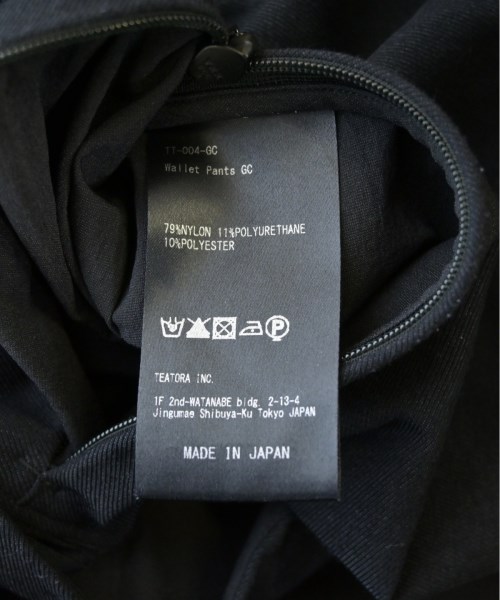 TT-004-GC
Wallet Pants GC
79%NYLON 11%POLYURETHANE
10%POLYESTER
P
TEATORA INC.
1F 2nd-WATANABE bldg. 2-13-4
Jingumae Shibuya-Ku Tokyo JAPAN
MADE IN JAPAN